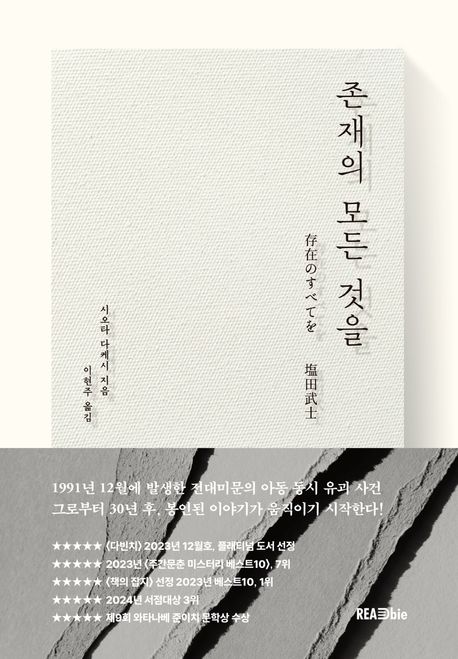 존재의 모든 것을
存在のすべてを
塩田武士
시오타 다케시 지음
이현주 옮김
1991년 12월에 발생한 전대미문의 아동 동시 유괴 사건
그로부터 30년 후, 봉인된 이야기가 움직이기 시작한다!
★★★★★ 〈다빈치〉 2023년 12월호, 플래티넘 도서 선정
★★★★★ 2023년 〈주간문춘 미스터리 베스트10〉, 7위
★★★★★ 〈책의 잡지〉 선정 2023년 베스트10, 1위
★★★★★ 2024년 서점대상 3위
★★★★★ 제9회 와타나베 준이치 문학상 수상
READbie